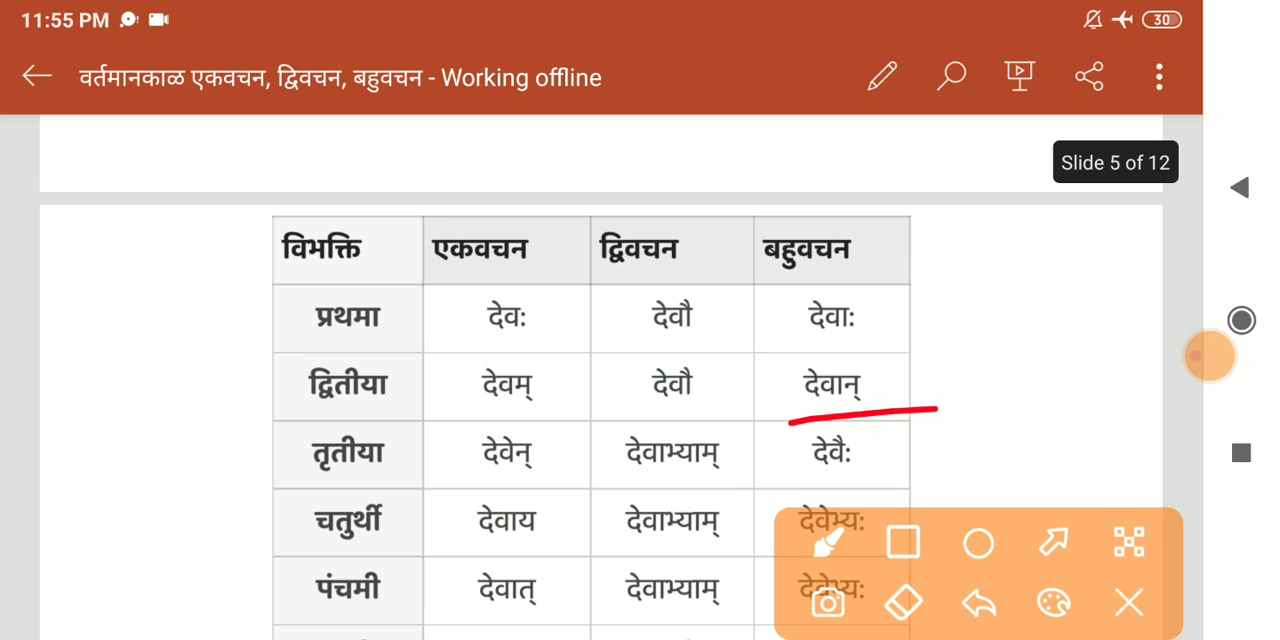 11:55 PM 30
वर्तमानकाळ एकवचन, द्विवचन, बहुवचन - Working offline
Slide 5 of 12
विभक्ति एकवचन द्विवचन बहुवचन
प्रथमा देव: देवौ देवा:
द्वितीया देवम् देवौ देवान्
तृतीया देवेन् देवाभ्याम् देवै:
चतुर्थी देवाय देवाभ्याम् देवेभ्य:
पंचमी देवात् देवाभ्याम् देवेभ्य: